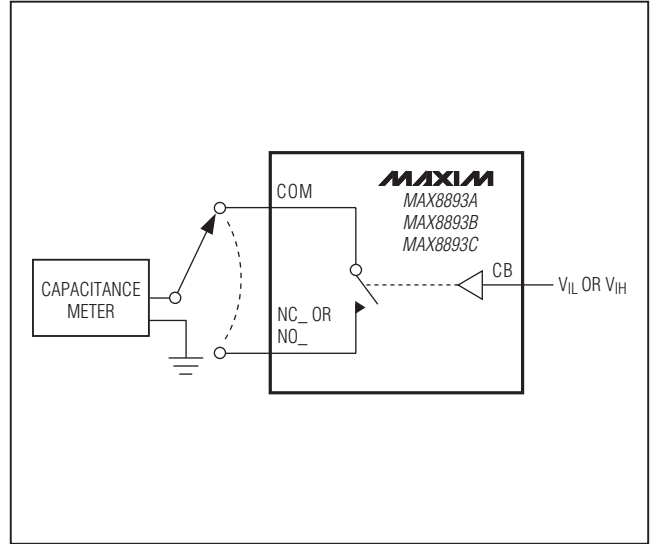 MAXIM
MAX8893A
MAX8893B
MAX8893C
COM
CB
V_IL OR V_IH
CAPACITANCE
METER
NC_ OR
NO_